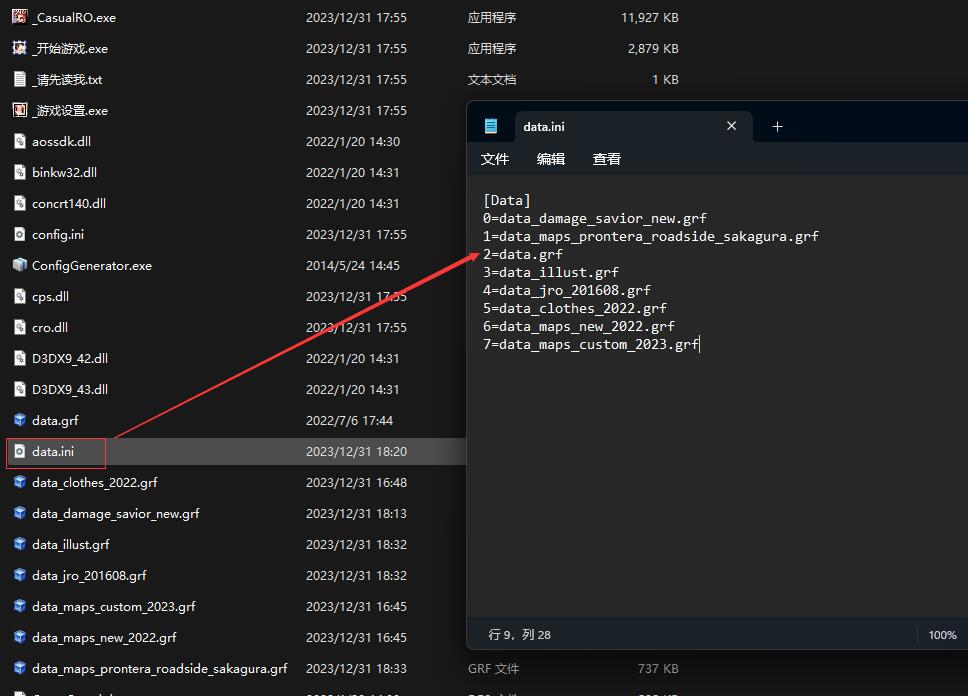 _CasualRO.exe 2023/12/31 17:55 应用程序 11,927 KB
_开始游戏.exe 2023/12/31 17:55 应用程序 2,879 KB
_请先读我.txt 2023/12/31 17:55 文本文档 1 KB
_游戏设置.exe 2023/12/31 17:55
aossdk.dll 2022/1/20 14:30
binkw32.dll 2022/1/20 14:31
concrt140.dll 2022/1/20 14:31
config.ini 2023/12/31 17:55
ConfigGenerator.exe 2014/5/24 14:45
cps.dll 2023/12/31 17:55
cro.dll 2023/12/31 17:55
D3DX9_42.dll 2022/1/20 14:31
D3DX9_43.dll 2022/1/20 14:31
data.grf 2022/7/6 17:44
data.ini 2023/12/31 18:20
data_clothes_2022.grf 2023/12/31 16:48
data_damage_savior_new.grf 2023/12/31 18:13
data_illust.grf 2023/12/31 18:32
data_jro_201608.grf 2023/12/31 18:32
data_maps_custom_2023.grf 2023/12/31 16:45
data_maps_new_2022.grf 2023/12/31 16:45
data_maps_prontera_roadside_sakagura.grf 2023/12/31 18:33 GRF 文件 737 KB
data.ini
文件 编辑 查看
[Data]
0=data_damage_savior_new.grf
1=data_maps_prontera_roadside_sakagura.grf
2=data.grf
3=data_illust.grf
4=data_jro_201608.grf
5=data_clothes_2022.grf
6=data_maps_new_2022.grf
7=data_maps_custom_2023.grf
行 9，列 28 100%